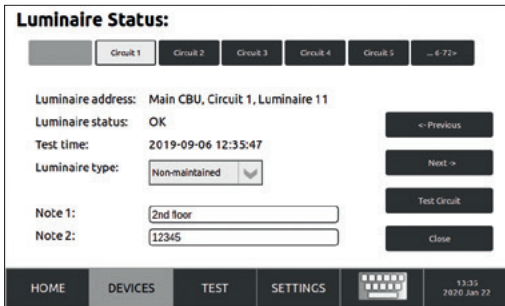 Luminaire Status:
Circuit 1 Circuit 2 Circuit 3 Circuit 4 Circuit 5 ... 6-72>
Luminaire address: Main CBU, Circuit 1, Luminaire 11
Luminaire status: OK
<- Previous
Test time: 2019-09-06 12:35:47
Luminaire type: Non-maintained
Next ->
Test Circuit
Note 1: 2nd floor
Note 2: 12345
Close
HOME DEVICES TEST SETTINGS 13:35
2020 Jan 22